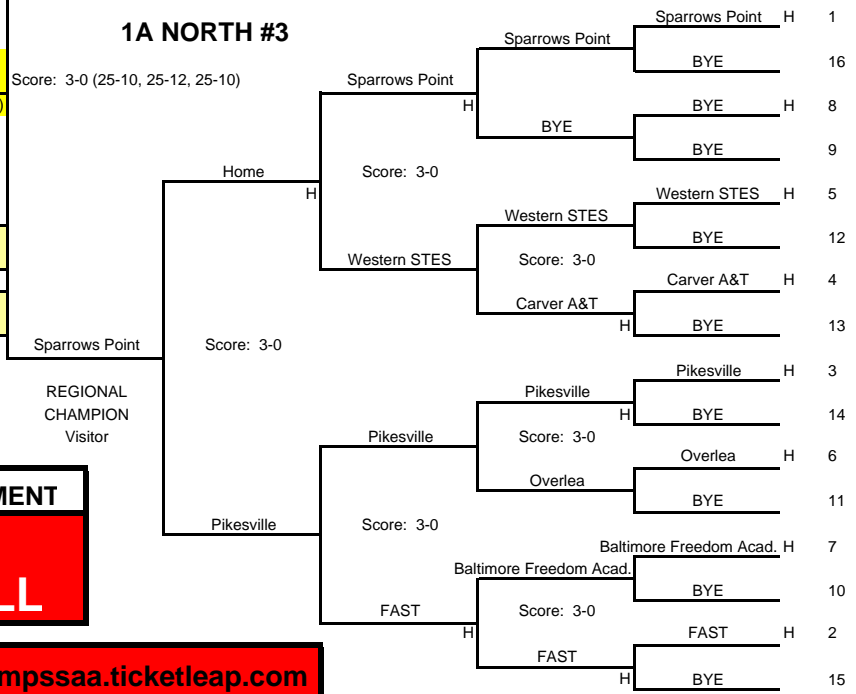 1A NORTH #3
Sparrows Point H 1
Sparrows Point
BYE 16
Score: 3-0 (25-10, 25-12, 25-10)
Sparrows Point
)
H
BYE H 8
BYE
BYE 9
Home
Score: 3-0
H
Western STES H 5
Western STES
BYE 12
Western STES
Score: 3-0
Carver A&T H 4
Carver A&T
H
BYE 13
Sparrows Point
Score: 3-0
Pikesville H 3
REGIONAL
CHAMPION
Visitor
Pikesville
H
BYE 14
Pikesville
Score: 3-0
Overlea H 6
Overlea
BYE 11
MENT
Pikesville
Score: 3-0
Baltimore Freedom Acad. H 7
Baltimore Freedom Acad.
BYE 10
LL
FAST
Score: 3-0
H
FAST H 2
FAST
H
BYE 15
mpssaa.ticketleap.com